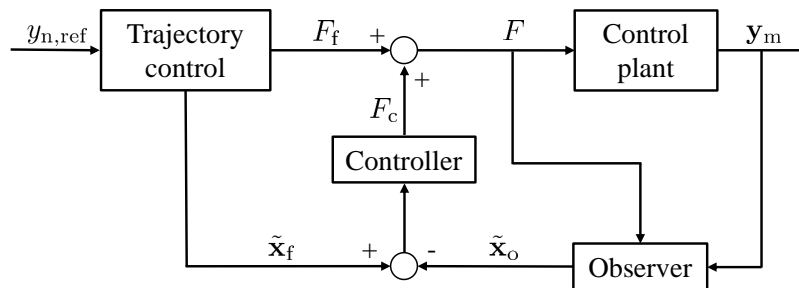 y_n,ref
Trajectory
control
F_f
+
F
Control
plant
y_m
+
F_c
Controller
x̃_f
+
-
x̃_o
Observer